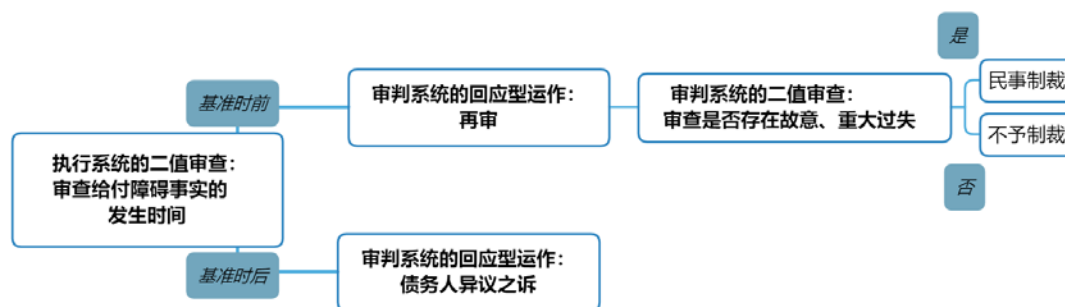 执行系统的二值审查：
审查给付障碍事实的
发生时间
基准时前
审判系统的回应型运作：
再审
审判系统的二值审查：
审查是否存在故意、重大过失
是
民事制裁
不予制裁
否
基准时后
审判系统的回应型运作：
债务人异议之诉